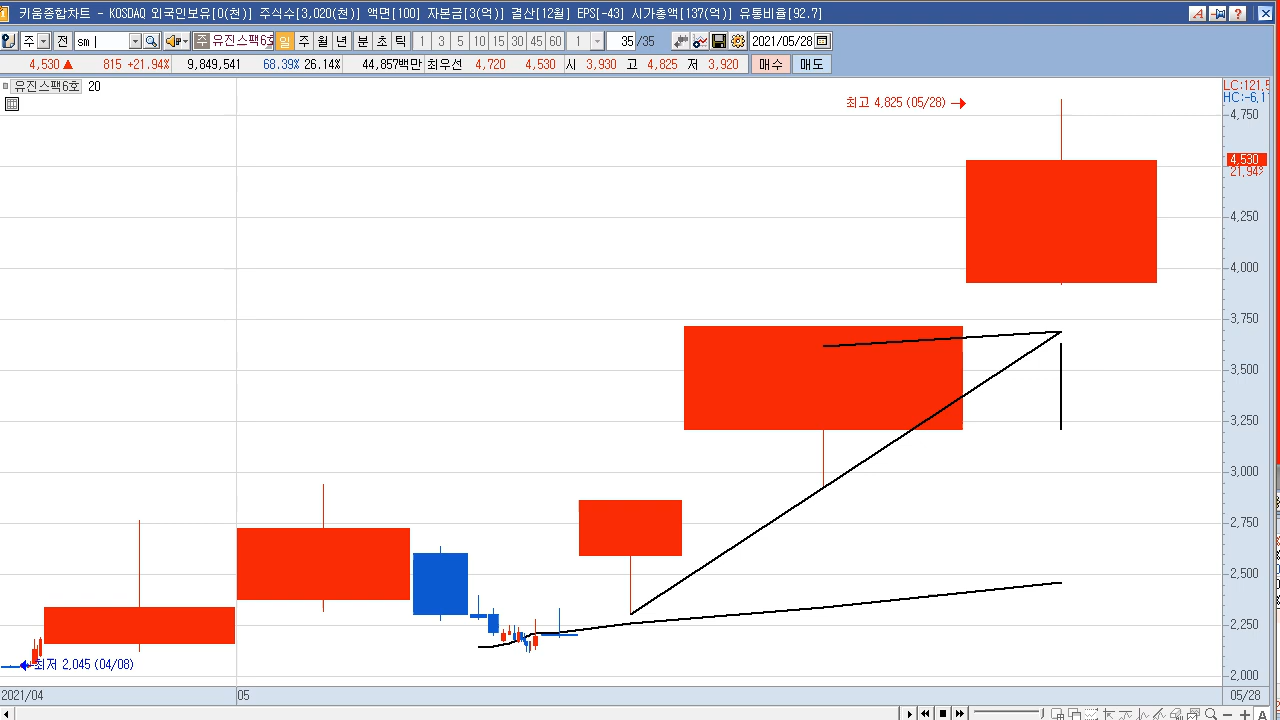 키움종합차트 - KOSDAQ 외국인보유[0(천)] 주식수[3,020(천)] 액면[100] 자본금[3(억)] 결산[12월] EPS[-43] 시가총액[137(억)] 유통비율[92.7]
주 전 sm 주 유진스팩6호 일 주 월 년 분 초 틱 1 3 5 10 15 30 45 60 1 35 /35 2021/05/28
4,530 ▲ 815 +21.94% 9,849,541 68.39% 26.14% 44,857백만 최우선 4,720 4,530 시 3,930 고 4,825 저 3,920 매수 매도
유진스팩6호 20
LC:121,5
HC:-6,1
최고 4,825 (05/28) →
4,750
4,530
21.94%
4,250
4,000
3,750
3,500
3,250
3,000
2,750
2,500
2,250
2,000
← 최저 2,045 (04/08)
2021/04 05 05/28
A